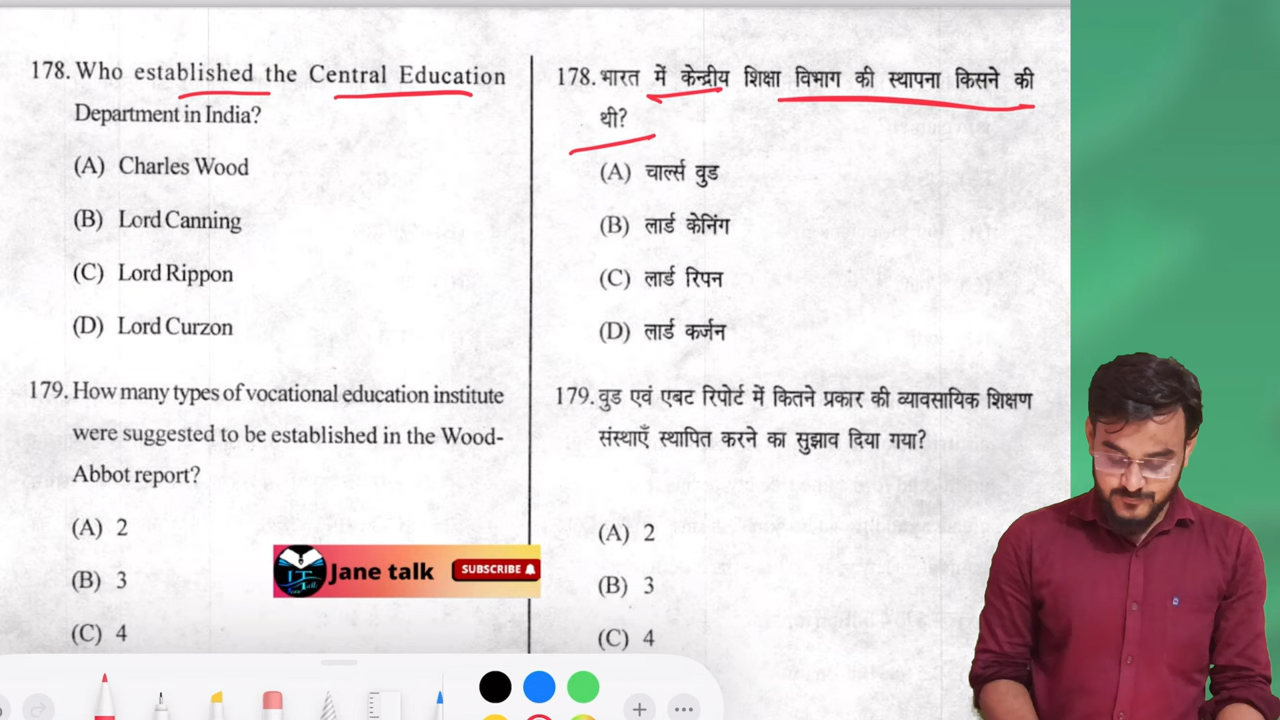 178. Who established the Central Education
Department in India?
(A) Charles Wood
(B) Lord Canning
(C) Lord Rippon
(D) Lord Curzon
179. How many types of vocational education institute
were suggested to be established in the Wood-
Abbot report?
(A) 2
(B) 3
(C) 4
178. भारत में केन्द्रीय शिक्षा विभाग की स्थापना किसने की
थी?
(A) चार्ल्स वुड
(B) लार्ड केनिंग
(C) लार्ड रिपन
(D) लार्ड कर्जन
179. वुड एवं एबट रिपोर्ट में कितने प्रकार की व्यावसायिक शिक्षण
संस्थाएँ स्थापित करने का सुझाव दिया गया?
(A) 2
(B) 3
(C) 4
Jane talk
SUBSCRIBE